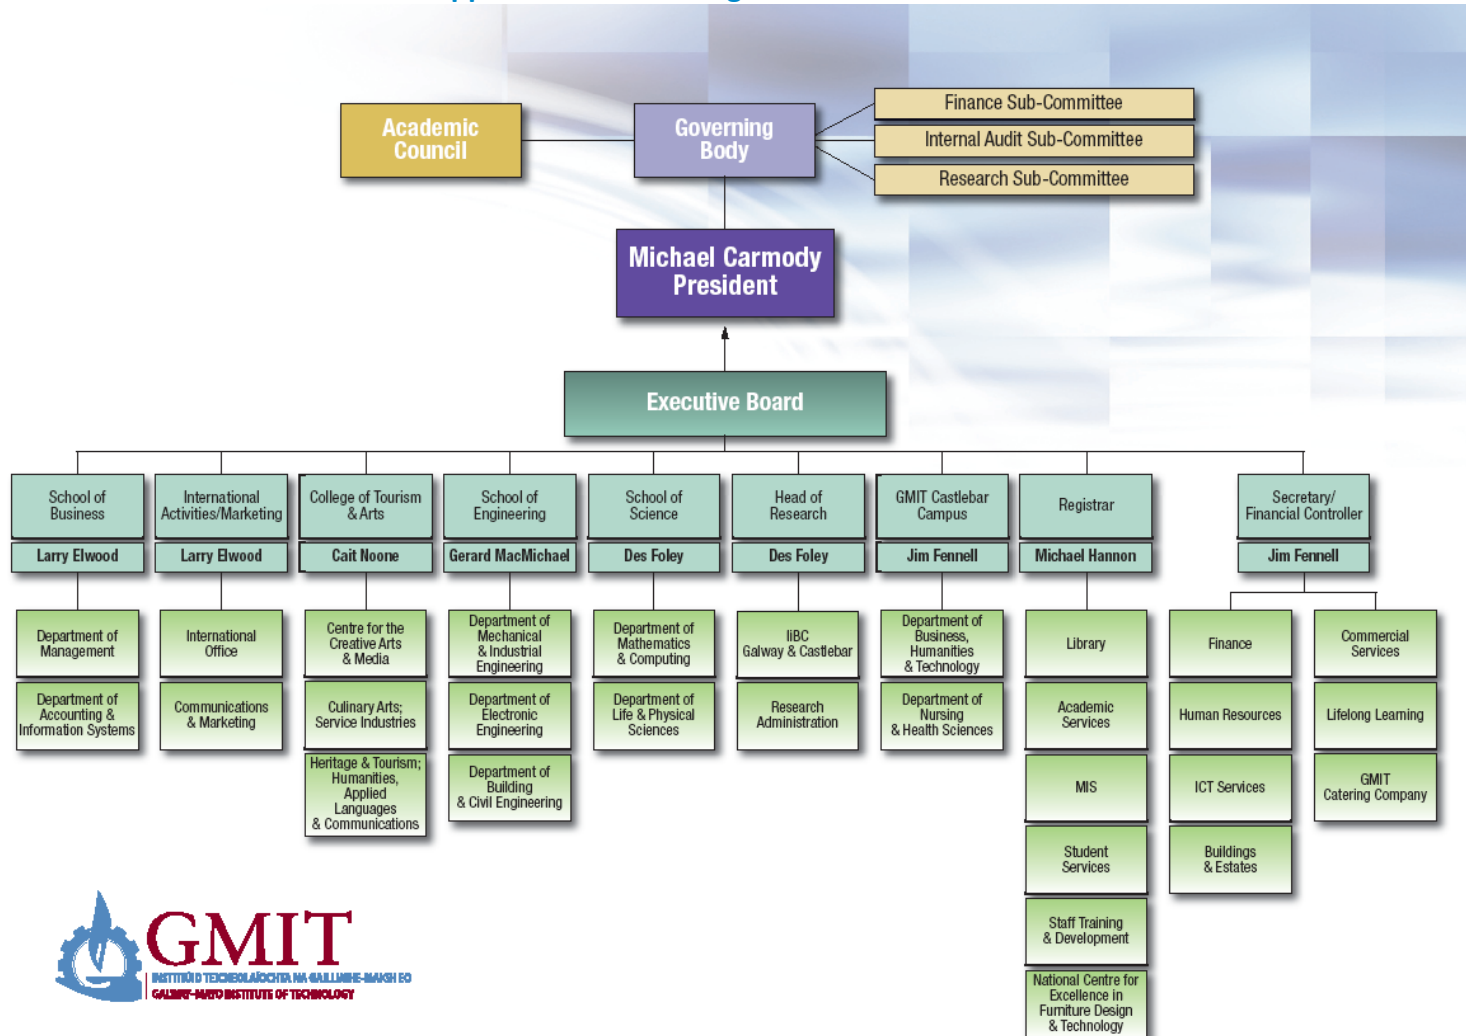 Academic
Council
Governing
Body
Finance Sub-Committee
Internal Audit Sub-Committee
Research Sub-Committee
Michael Carmody
President
Executive Board
School of
Business
Larry Elwood
International
Activities/Marketing
Larry Elwood
College of Tourism
& Arts
Cait Noone
School of
Engineering
Gerard MacMichael
School of
Science
Des Foley
Head of
Research
Des Foley
GMIT Castlebar
Campus
Jim Fennell
Registrar
Michael Hannon
Secretary/
Financial Controller
Jim Fennell
Department of
Management
Department of
Accounting &
Information Systems
International
Office
Communications
& Marketing
Centre for the
Creative Arts
& Media
Culinary Arts;
Service Industries
Heritage & Tourism;
Humanities,
Applied
Languages
& Communications
Department of
Mechanical
& Industrial
Engineering
Department of
Electronic
Engineering
Department of
Building
& Civil Engineering
Department of
Mathematics
& Computing
Department of
Life & Physical
Sciences
IiBC
Galway & Castlebar
Research
Administration
Department of
Business,
Humanities
& Technology
Department of
Nursing
& Health Sciences
Library
Academic
Services
MIS
Student
Services
Staff Training
& Development
National Centre for
Excellence in
Furniture Design
& Technology
Finance
Human Resources
ICT Services
Buildings
& Estates
Commercial
Services
Lifelong Learning
GMIT
Catering Company
GMIT
INSTITIÚID TEICNEOLAÍOCHTA NA GAILLIMHE-MAIGH EO
GALWAY-MAYO INSTITUTE OF TECHNOLOGY